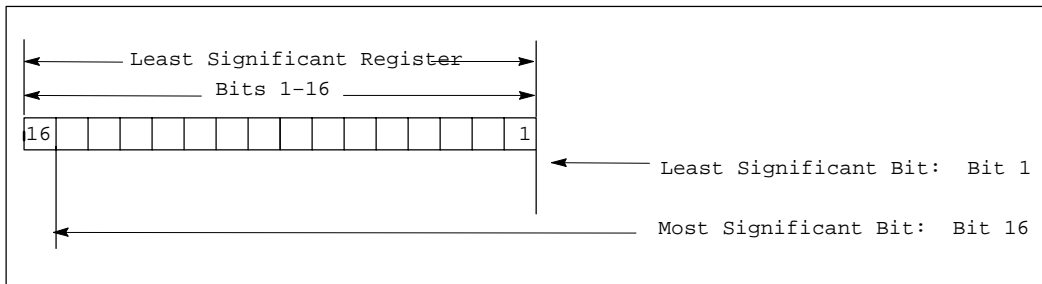 Least Significant Register
Bits 1-16
16 1
Least Significant Bit: Bit 1
Most Significant Bit: Bit 16